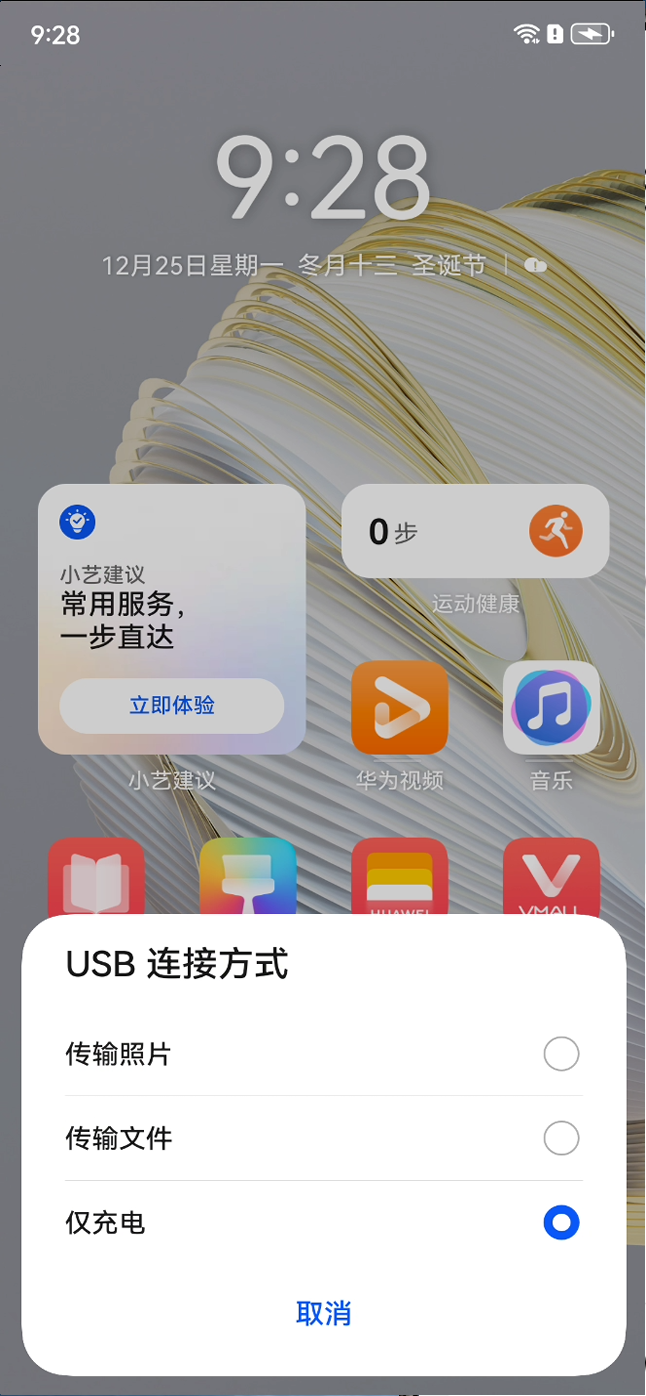 9:28
9:28
12月25日星期一 冬月十三 圣诞节
小艺建议
常用服务，
一步直达
立即体验
小艺建议
0步
运动健康
华为视频
音乐
HUAWEI
VMALL
USB 连接方式
传输照片
传输文件
仅充电
取消